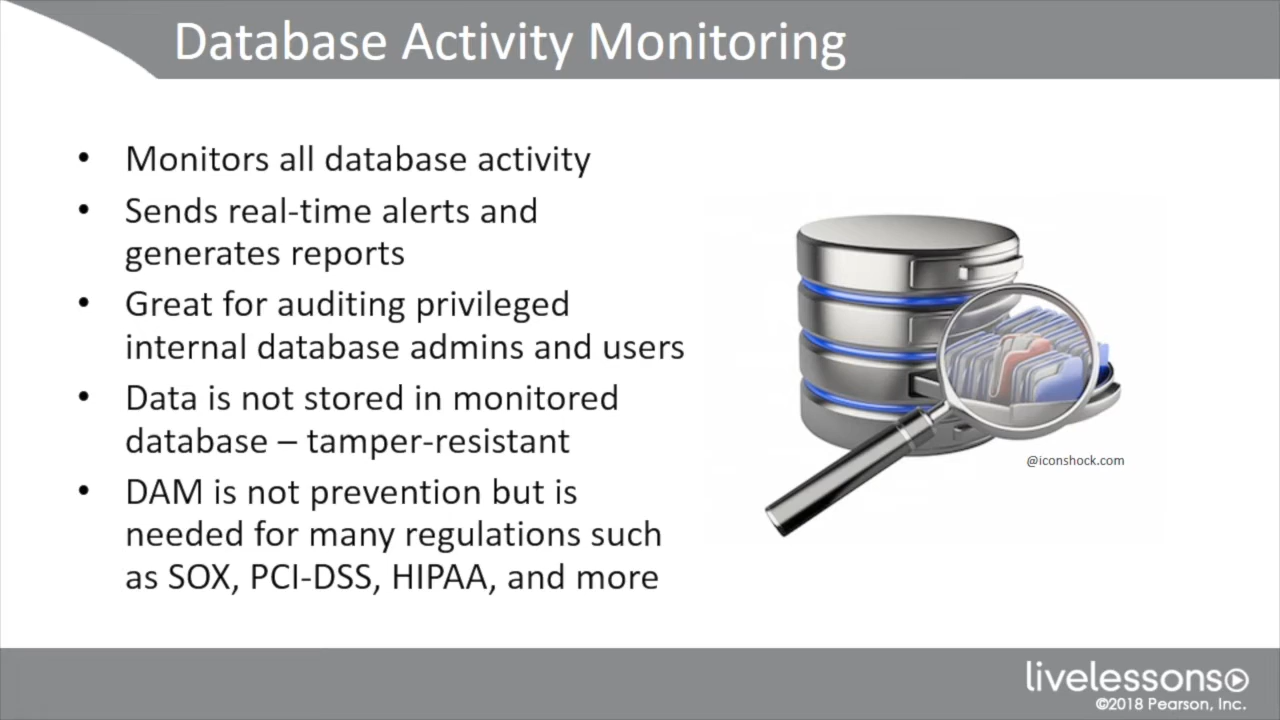 Database Activity Monitoring
• Monitors all database activity
• Sends real-time alerts and
generates reports
• Great for auditing privileged
internal database admins and users
• Data is not stored in monitored
database – tamper-resistant
• DAM is not prevention but is
needed for many regulations such
as SOX, PCI-DSS, HIPAA, and more
@iconshock.com
livelessons
©2018 Pearson, Inc.